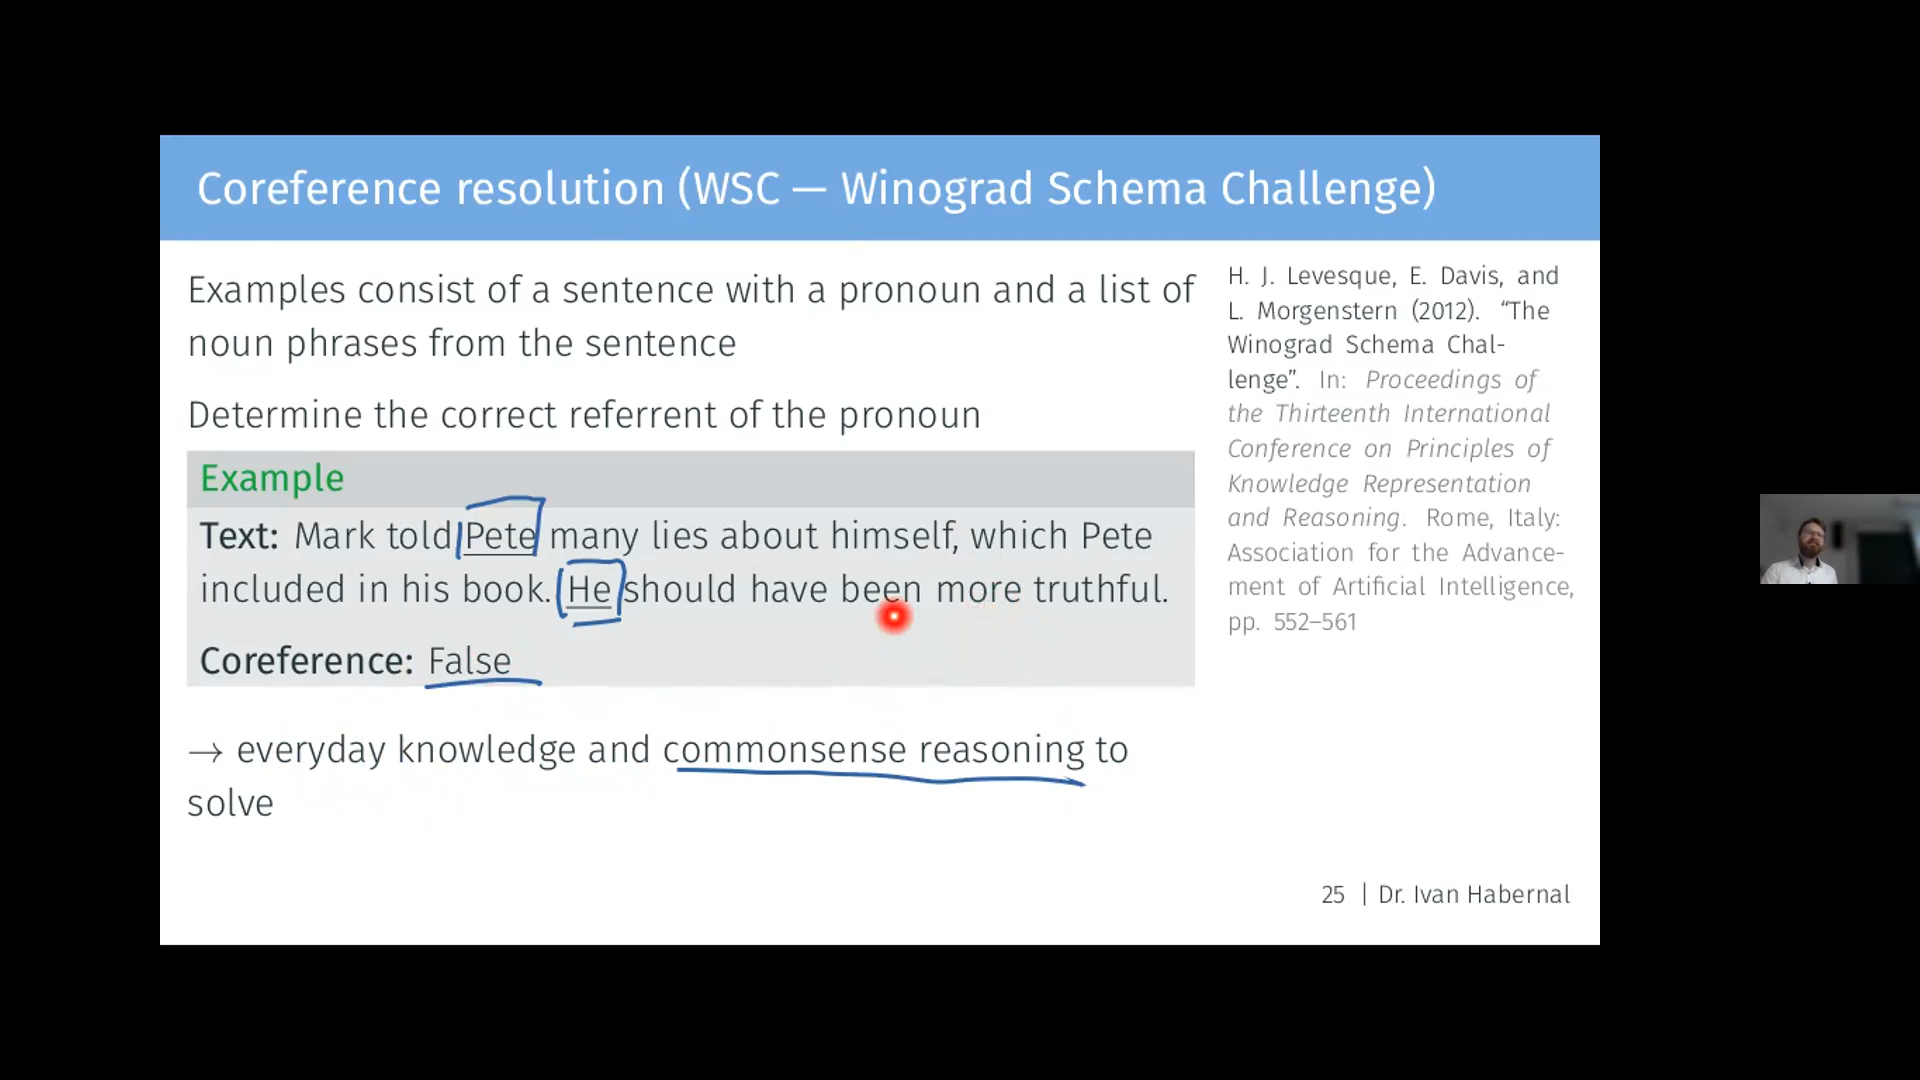 Coreference resolution (WSC — Winograd Schema Challenge)
Examples consist of a sentence with a pronoun and a list of
noun phrases from the sentence
Determine the correct referrent of the pronoun
Example
Text: Mark told Pete many lies about himself, which Pete
included in his book. He should have been more truthful.
Coreference: False
→ everyday knowledge and commonsense reasoning to
solve
H. J. Levesque, E. Davis, and
L. Morgenstern (2012). “The
Winograd Schema Chal-
lenge”. In: Proceedings of
the Thirteenth International
Conference on Principles of
Knowledge Representation
and Reasoning. Rome, Italy:
Association for the Advance-
ment of Artificial Intelligence,
pp. 552–561
25 | Dr. Ivan Habernal